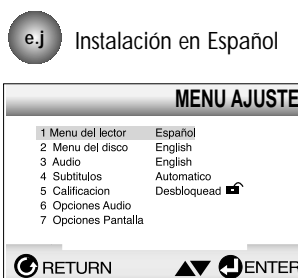 e.j Instalación en Español
MENU AJUSTE
1 Menu del lector Español
2 Menu del disco English
3 Audio English
4 Subtitulos Automatico
5 Calificacion Desbloquead
6 Opciones Audio
7 Opciones Pantalla
RETURN ENTER